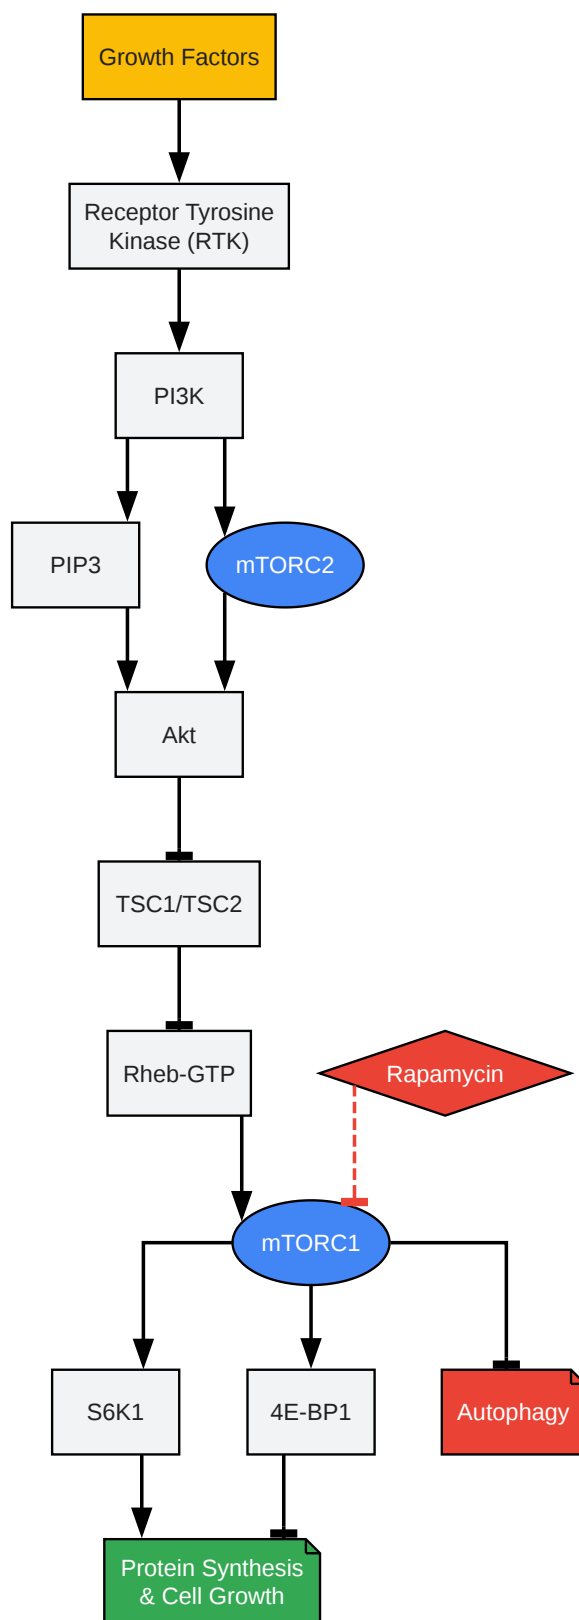 Growth Factors
Receptor Tyrosine
Kinase (RTK)
PI3K
PIP3
mTORC2
Akt
TSC1/TSC2
Rheb-GTP
Rapamycin
mTORC1
S6K1
4E-BP1
Autophagy
Protein Synthesis
& Cell Growth